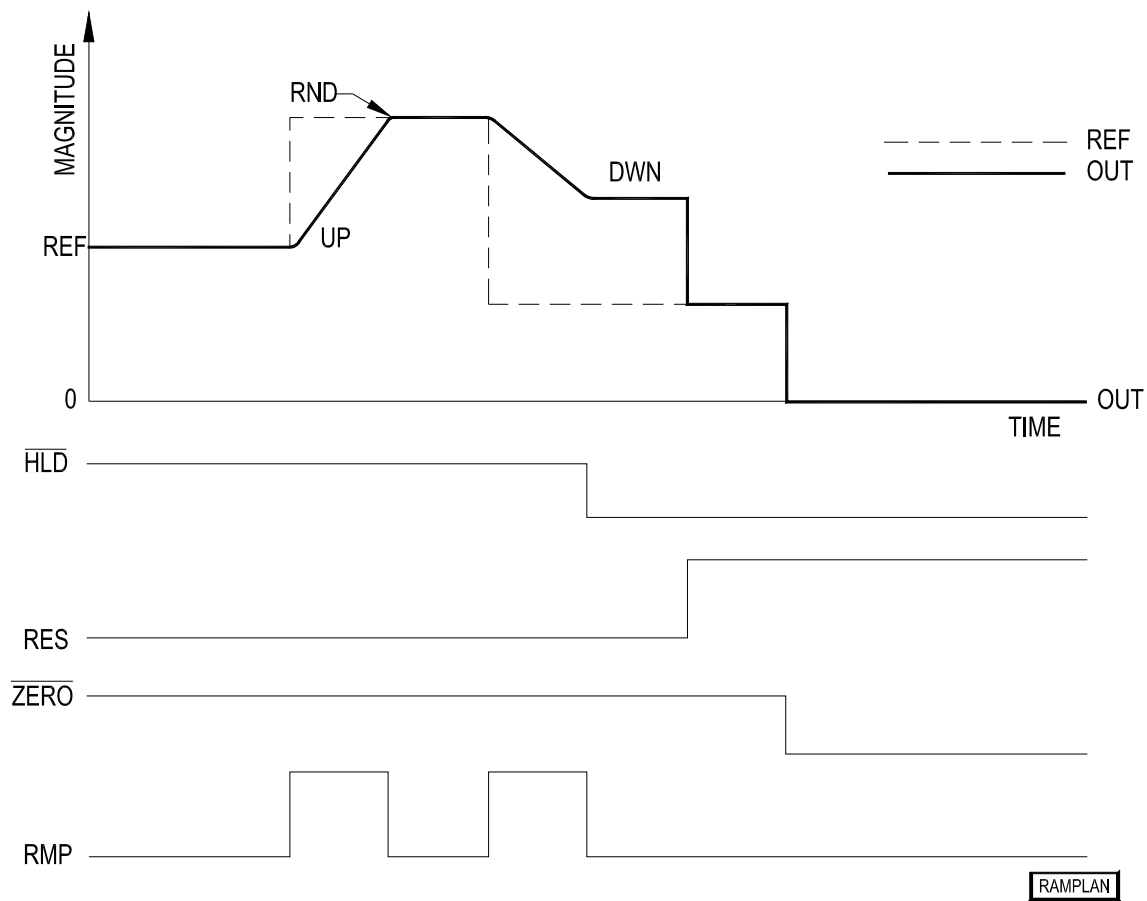 MAGNITUDE
RND
REF
OUT
DWN
UP
REF
0
OUT
TIME
HLD
RES
ZERO
RMP
RAMPLAN